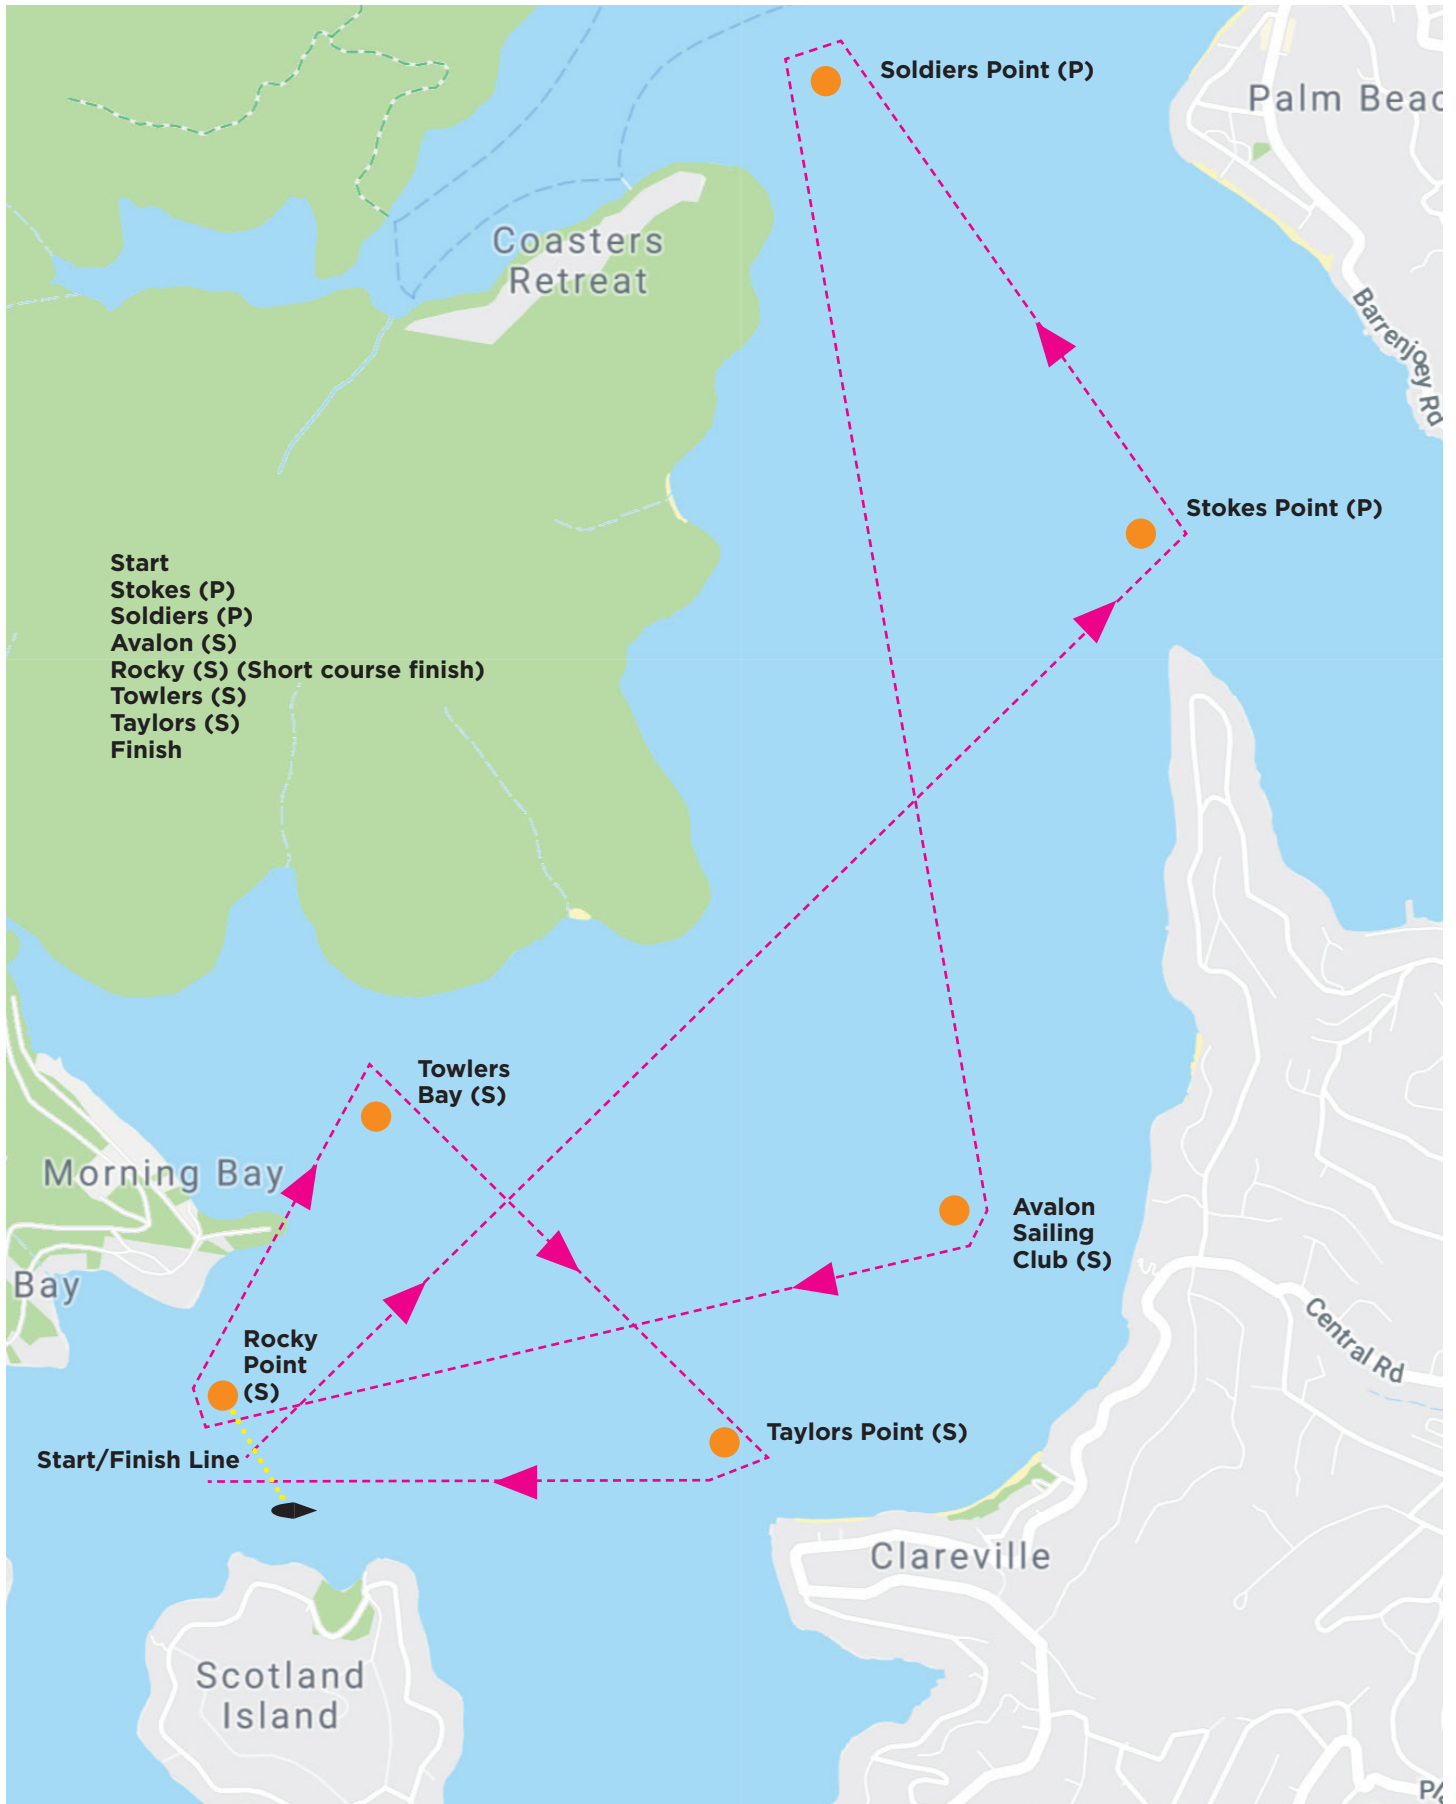 Soldiers Point (P)
Palm Beac
Coasters
Retreat
Barrenjoey Rd
Stokes Point (P)
Start
Stokes (P)
Soldiers (P)
Avalon (S)
Rocky (S) (Short course finish)
Towlers (S)
Taylors (S)
Finish
Towlers
Bay (S)
Morning Bay
Avalon
Sailing
Club (S)
Bay
Central Rd
Rocky
Point
(S)
Taylors Point (S)
Start/Finish Line
Clareville
Scotland
Island